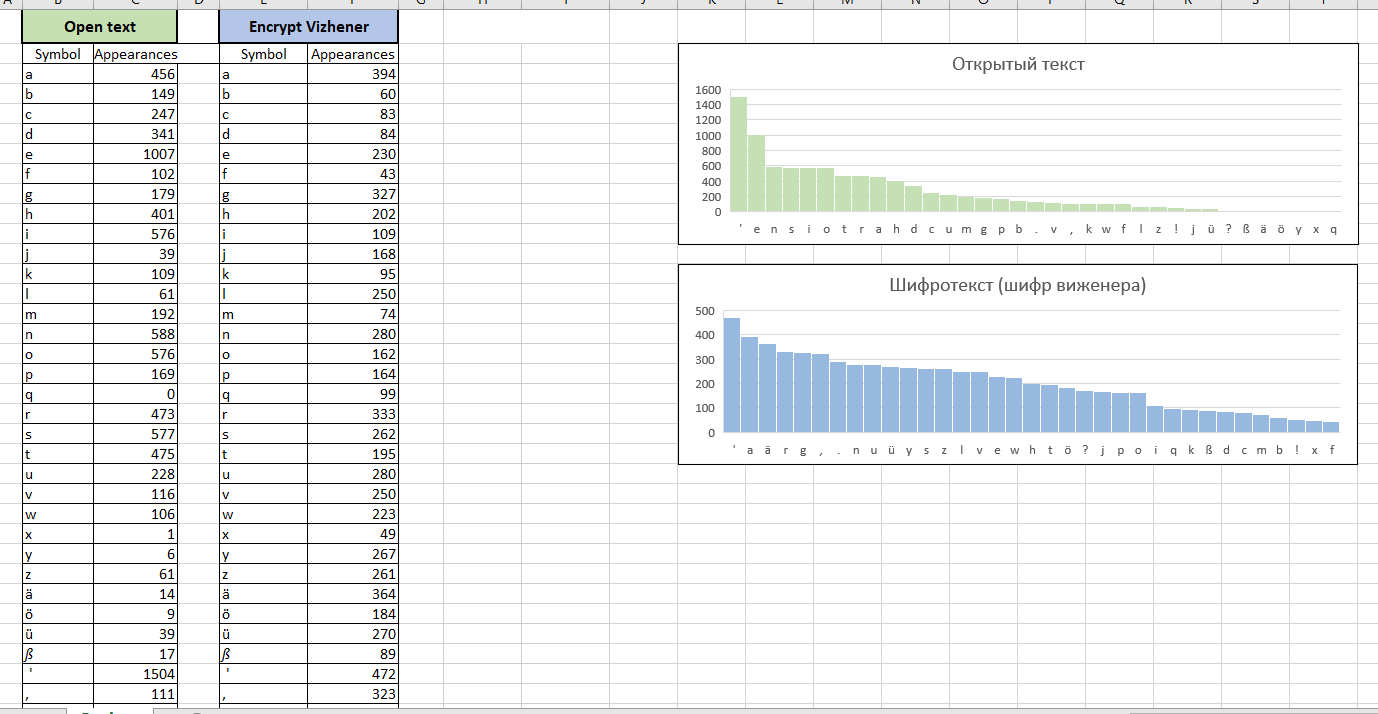 Open text Encrypt Vizhener
Symbol Appearances Symbol Appearances
a 456 a 394
b 149 b 60
c 247 c 83
d 341 d 84
e 1007 e 230
f 102 f 43
g 179 g 327
h 401 h 202
i 576 i 109
j 39 j 168
k 109 k 95
l 61 l 250
m 192 m 74
n 588 n 280
o 576 o 162
p 169 p 164
q 0 q 99
r 473 r 333
s 577 s 262
t 475 t 195
u 228 u 280
v 116 v 250
w 106 w 223
x 1 x 49
y 6 y 267
z 61 z 261
ä 14 ä 364
ö 9 ö 184
ü 39 ü 270
ß 17 ß 89
' 1504 ' 472
, 111 , 323
Открытый текст
1600
1400
1200
1000
800
600
400
200
0
' e n s i o t r a h d c u m g p b . v , k w f l z ! j ü ? ß ä ö y x q
Шифротекст (шифр виженера)
500
400
300
200
100
0
' a ä r g , . n u ü y s z l v e w h t ö ? j p o i q k ß d c m b ! x f